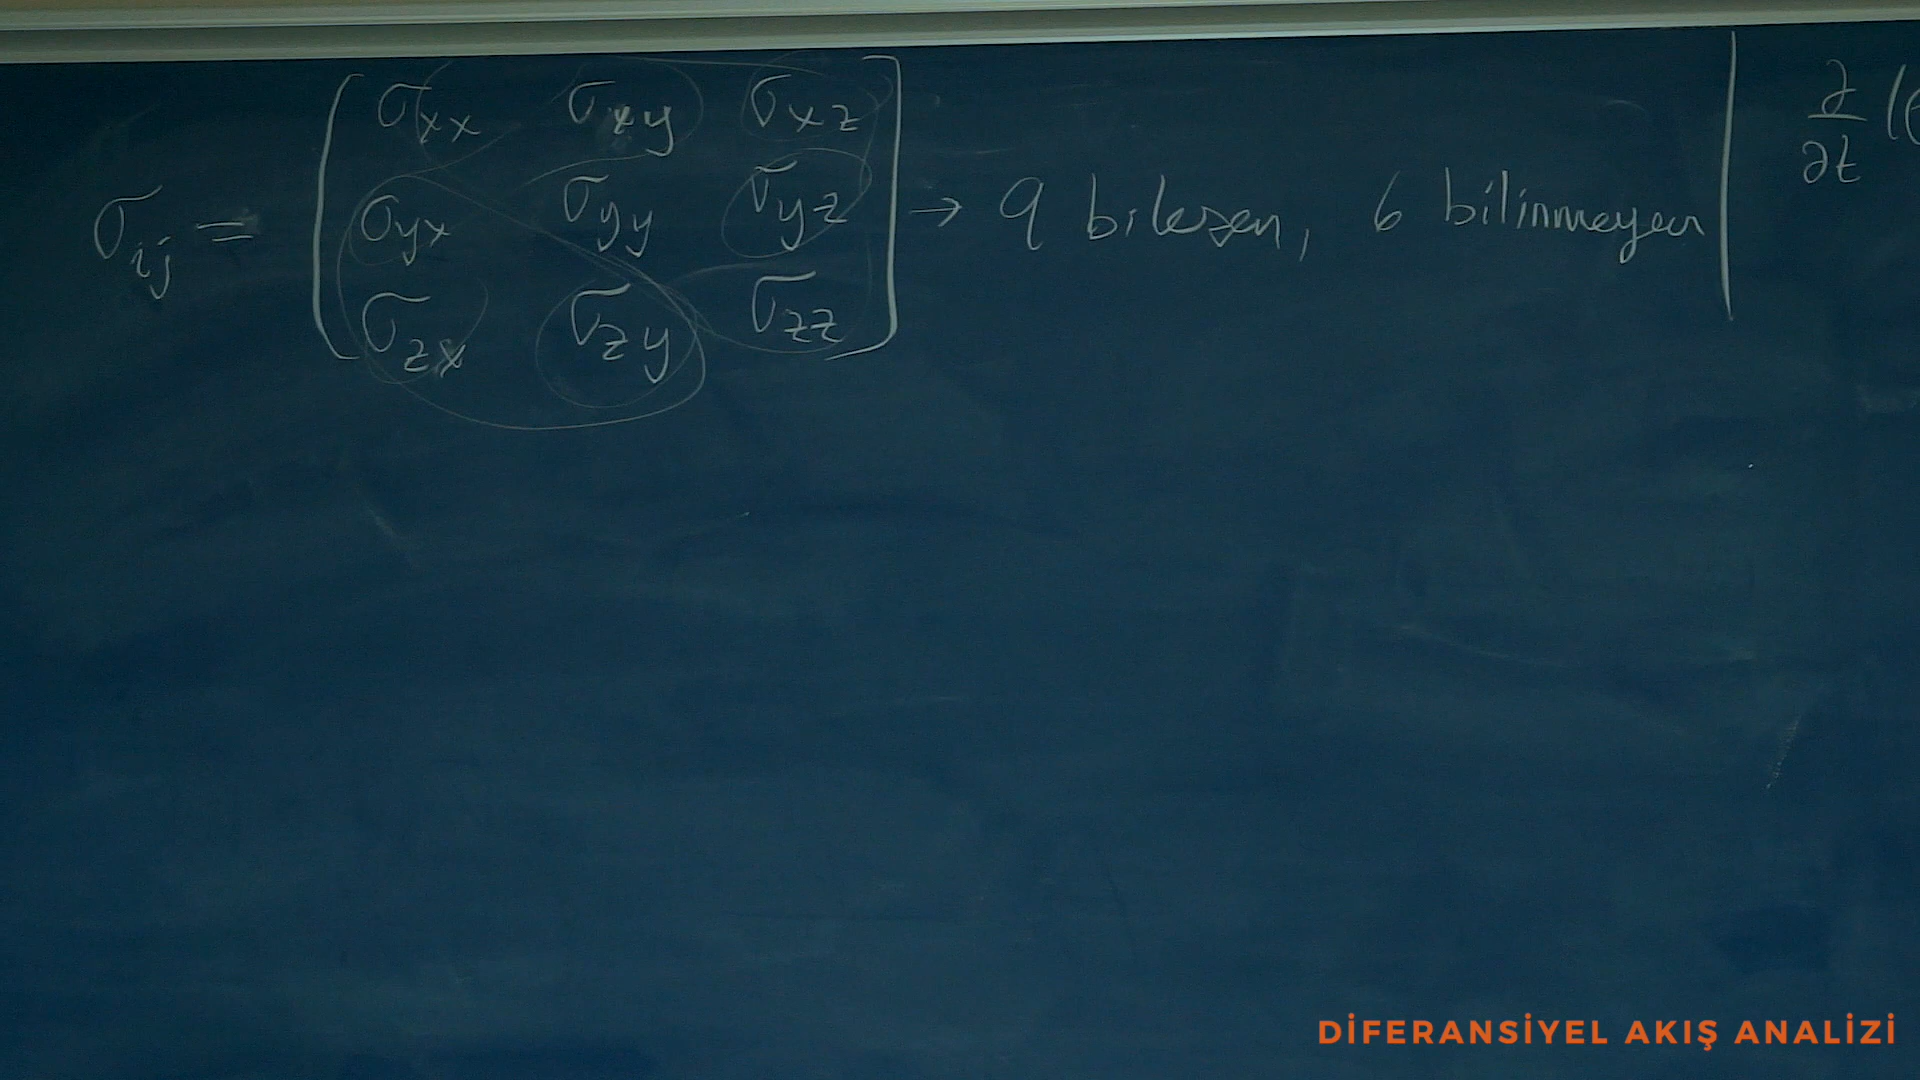 σxx σxy σxz
σij = σyx σyy σyz → 9 bileşen, 6 bilinmeyen
σzx σzy σzz
∂/∂t (
DİFERANSİYEL AKIŞ ANALİZİ